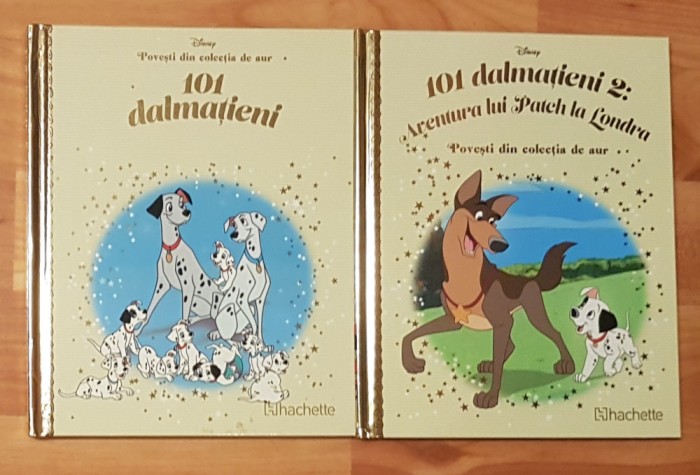 Disney
Povești din colecția de aur
101
dalmațieni
hachette
Disney
101 dalmațieni 2:
Aventura lui Patch la Londra
Povești din colecția de aur
hachette